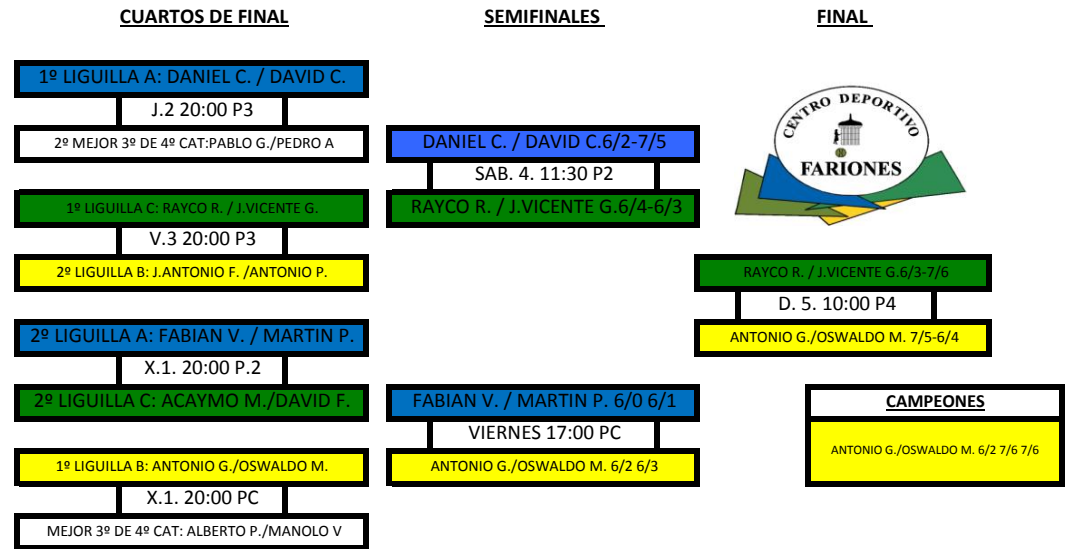 CUARTOS DE FINAL
SEMIFINALES
FINAL
1º LIGUILLA A: DANIEL C. / DAVID C.
J.2 20:00 P3
2º MEJOR 3º DE 4º CAT:PABLO G./PEDRO A
1º LIGUILLA C: RAYCO R. / J.VICENTE G.
V.3 20:00 P3
2º LIGUILLA B: J.ANTONIO F. /ANTONIO P.
2º LIGUILLA A: FABIAN V. / MARTIN P.
X.1. 20:00 P.2
2º LIGUILLA C: ACAYMO M./DAVID F.
1º LIGUILLA B: ANTONIO G./OSWALDO M.
X.1. 20:00 PC
MEJOR 3º DE 4º CAT: ALBERTO P./MANOLO V
DANIEL C. / DAVID C.6/2-7/5
SAB. 4. 11:30 P2
RAYCO R. / J.VICENTE G.6/4-6/3
FABIAN V. / MARTIN P. 6/0 6/1
VIERNES 17:00 PC
ANTONIO G./OSWALDO M. 6/2 6/3
CENTRO DEPORTIVO
FARIONES
RAYCO R. / J.VICENTE G.6/3-7/6
D. 5. 10:00 P4
ANTONIO G./OSWALDO M. 7/5-6/4
CAMPEONES
ANTONIO G./OSWALDO M. 6/2 7/6 7/6